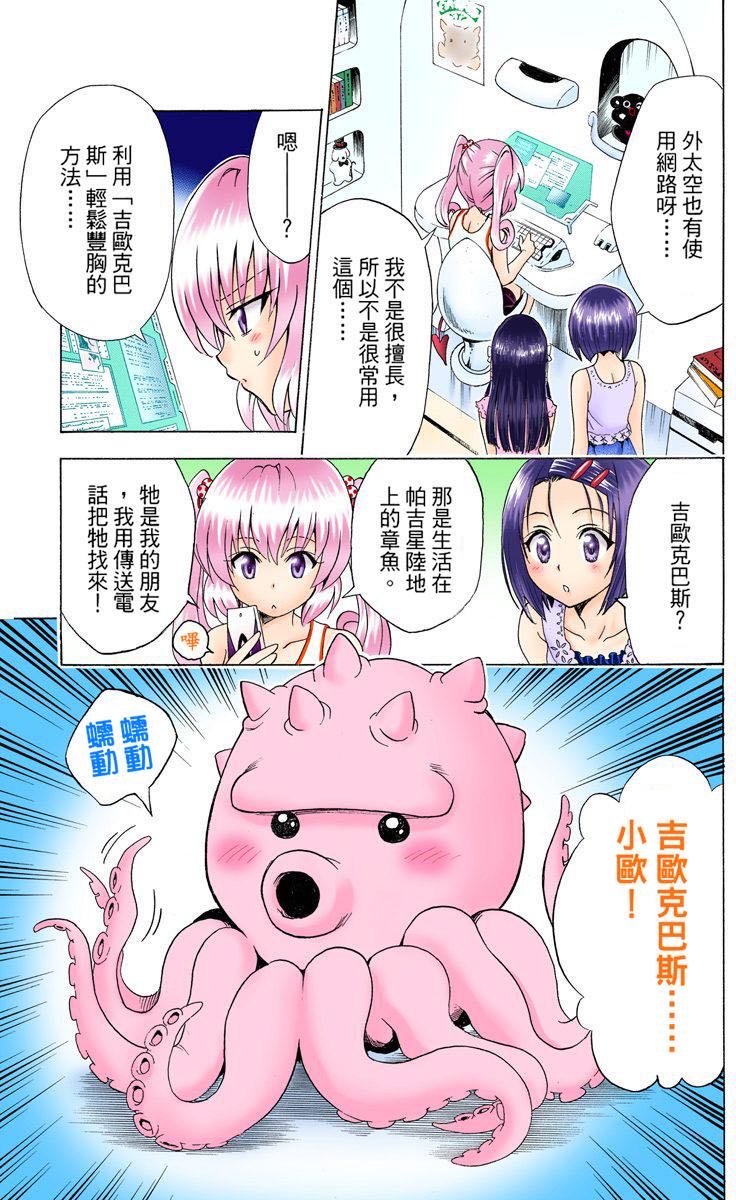 外太空也有使
用網路呀……
我不是很擅長，
所以不是很常用
這個……
嗯——？
利用「吉歐克巴
斯」輕鬆豐胸的
方法……
吉歐克巴斯？
那是生活在
帕吉星陸地
上的章魚。
牠是我的朋友
，我用傳送電
話把牠找來！
嗶
吉歐克巴斯……
小歐！
蠕動
蠕動